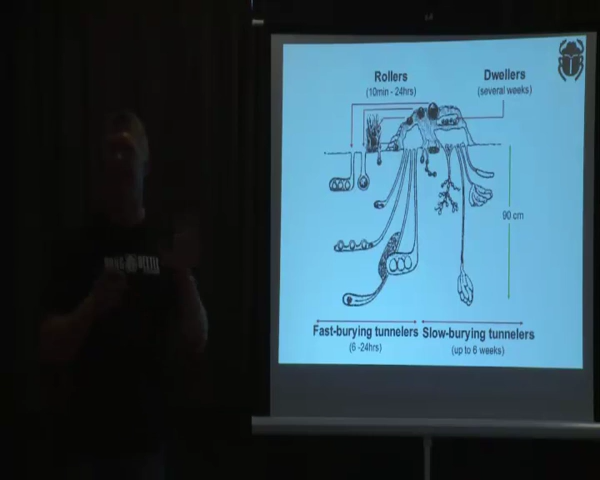 Rollers
(10min - 24hrs)
Dwellers
(several weeks)
90 cm
Fast-burying tunnelers
(6 -24hrs)
Slow-burying tunnelers
(up to 6 weeks)